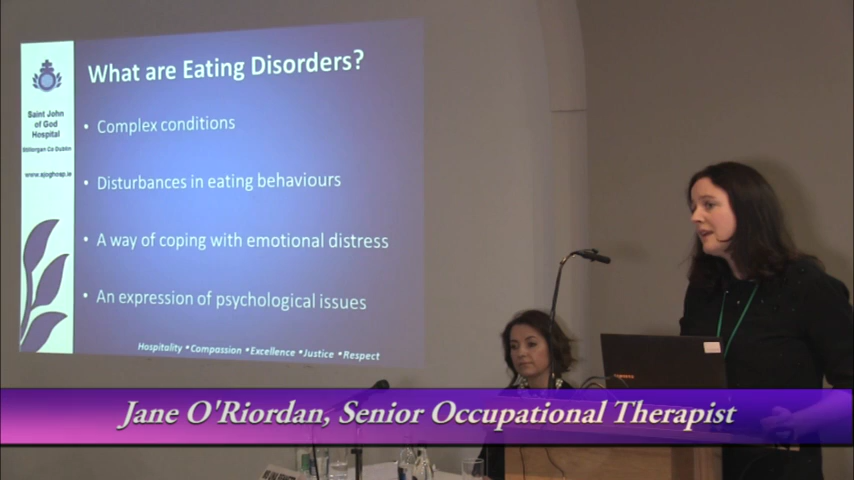 What are Eating Disorders?
Saint John
of God
Hospital
Stillorgan Co Dublin
www.sjoghosp.ie
• Complex conditions
• Disturbances in eating behaviours
• A way of coping with emotional distress
• An expression of psychological issues
Hospitality •Compassion •Excellence •Justice •Respect
Jane O'Riordan, Senior Occupational Therapist